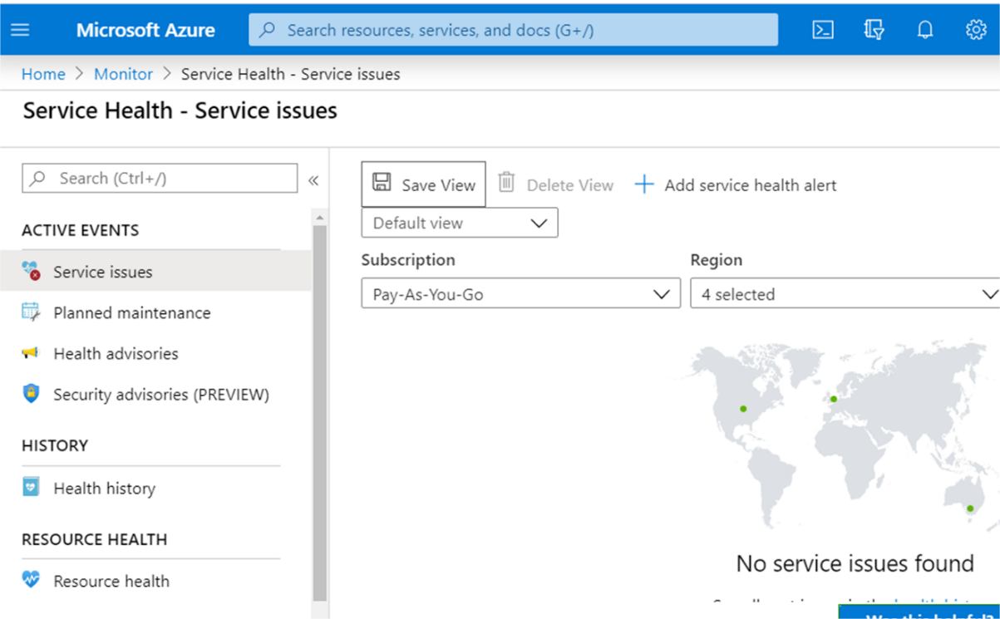 Microsoft Azure
Search resources, services, and docs (G+/)
Home > Monitor > Service Health - Service issues
Service Health - Service issues
Search (Ctrl+/)
«
ACTIVE EVENTS
Service issues
Planned maintenance
Health advisories
Security advisories (PREVIEW)
HISTORY
Health history
RESOURCE HEALTH
Resource health
Save View
Delete View
+ Add service health alert
Default view
Subscription
Region
Pay-As-You-Go
4 selected
No service issues found
Was this helpful?